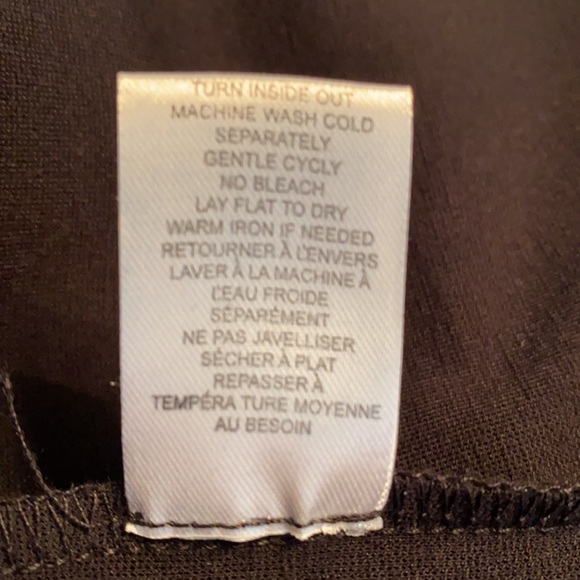 TURN INSIDE OUT
MACHINE WASH COLD
SEPARATELY
GENTLE CYCLY
NO BLEACH
LAY FLAT TO DRY
WARM IRON IF NEEDED
RETOURNER À L'ENVERS
LAVER À LA MACHINE À
L'EAU FROIDE
SÉPARÉMENT
NE PAS JAVELLISER
SÉCHER À PLAT
REPASSER À
TEMPÉRA TURE MOYENNE
AU BESOIN